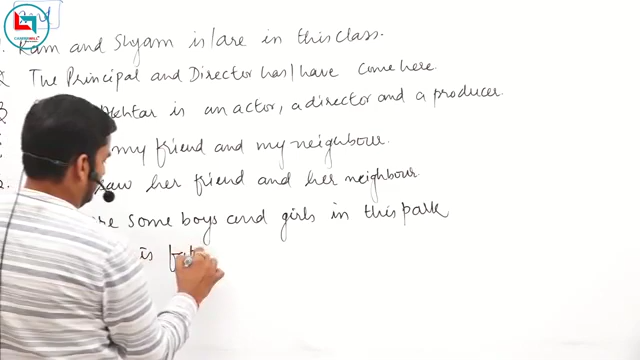 and
Ram and Shyam is/are in this class.
The Principal and Director has/have come here.
Akhtar is an actor, a director and a producer.
my friend and my neighbour.
saw her friend and her neighbour
some boys and girls in this park
is